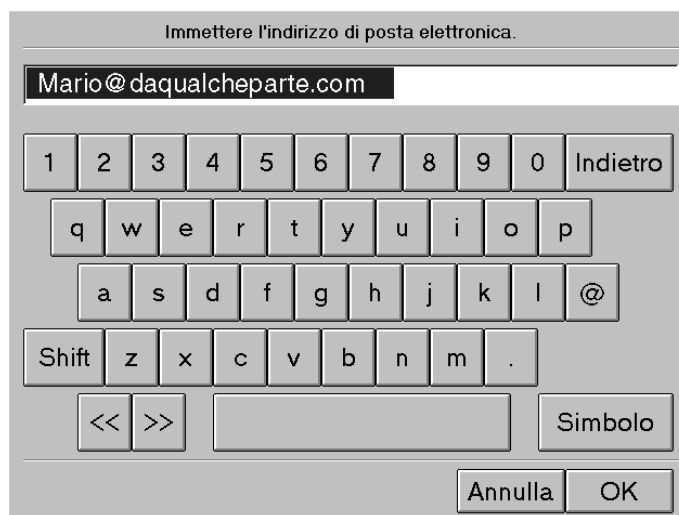 Immettere l'indirizzo di posta elettronica.
Mario@daqualcheparte.com
1 2 3 4 5 6 7 8 9 0 Indietro
q w e r t y u i o p
a s d f g h j k l @
Shift z x c v b n m .
<< >> Simbolo
Annulla OK